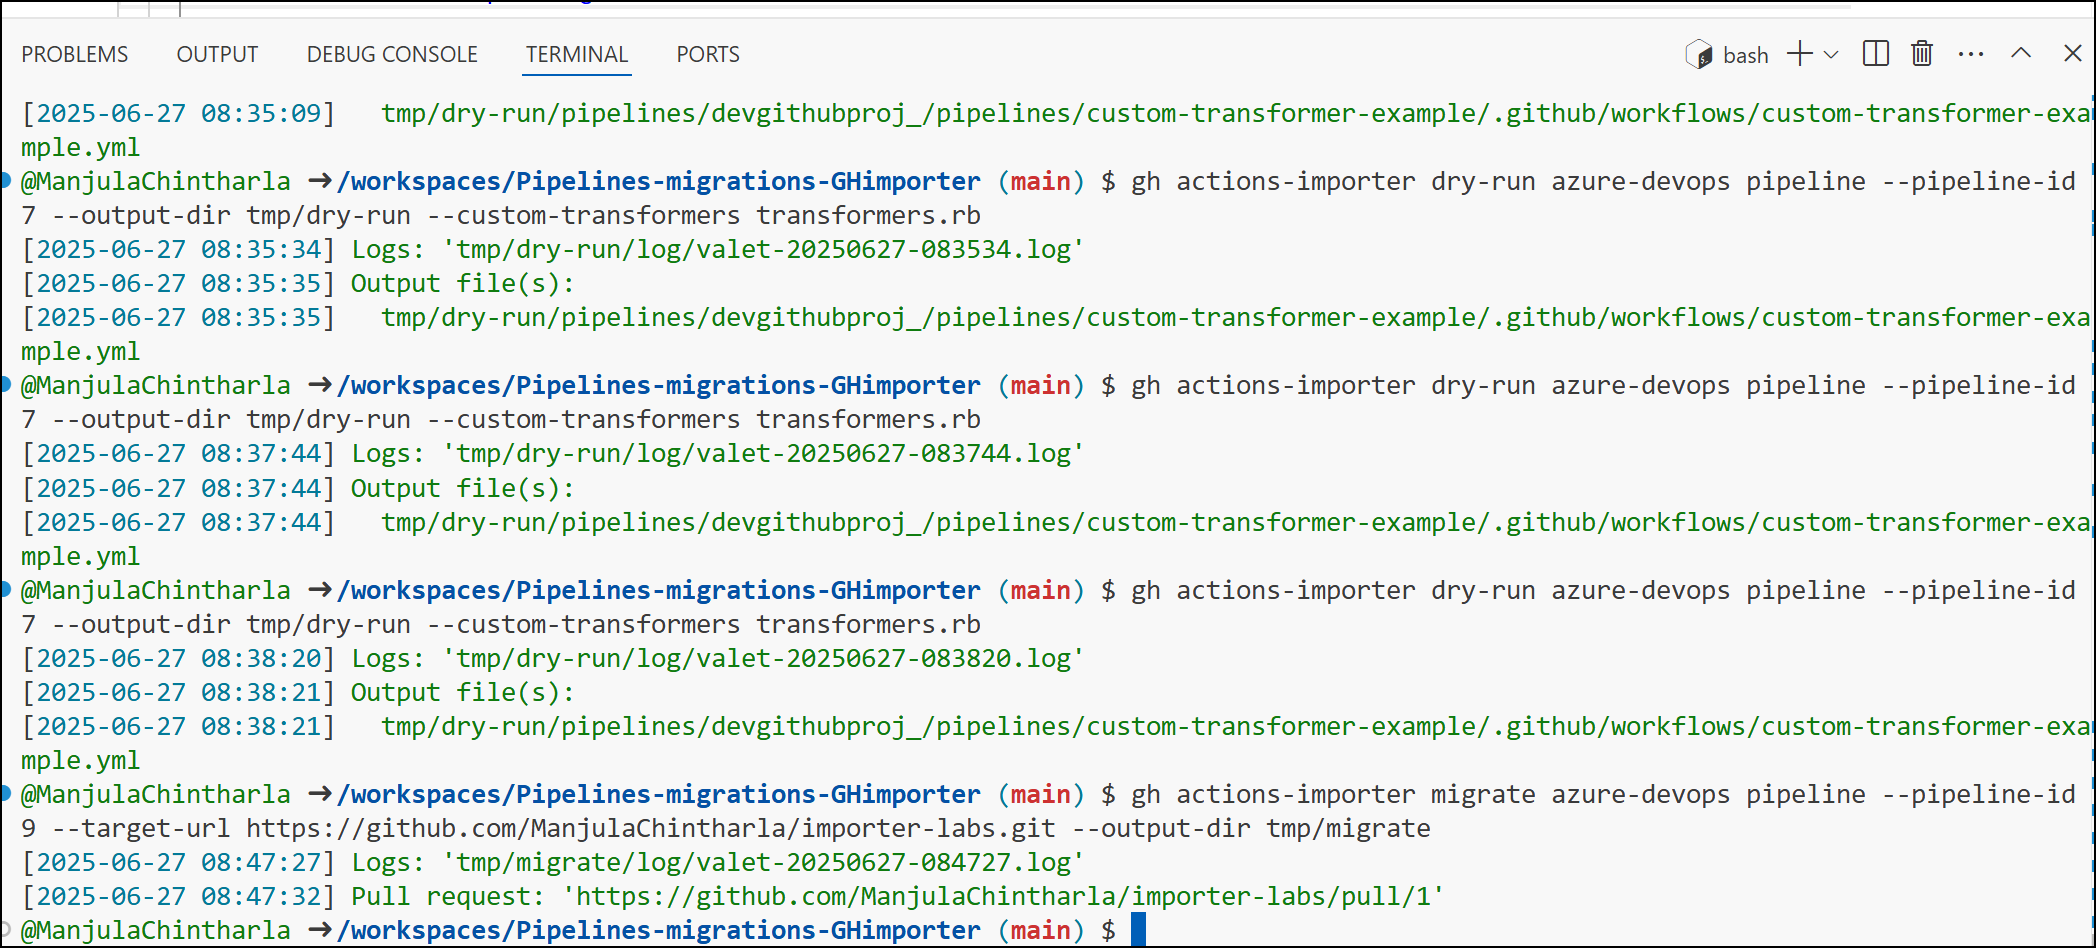 PROBLEMS OUTPUT DEBUG CONSOLE TERMINAL PORTS bash
[2025-06-27 08:35:09]   tmp/dry-run/pipelines/devgithubproj_/pipelines/custom-transformer-example/.github/workflows/custom-transformer-exa
mple.yml
@ManjulaChintharla ➜/workspaces/Pipelines-migrations-GHimporter (main) $ gh actions-importer dry-run azure-devops pipeline --pipeline-id
7 --output-dir tmp/dry-run --custom-transformers transformers.rb
[2025-06-27 08:35:34] Logs: 'tmp/dry-run/log/valet-20250627-083534.log'
[2025-06-27 08:35:35] Output file(s):
[2025-06-27 08:35:35]   tmp/dry-run/pipelines/devgithubproj_/pipelines/custom-transformer-example/.github/workflows/custom-transformer-exa
mple.yml
@ManjulaChintharla ➜/workspaces/Pipelines-migrations-GHimporter (main) $ gh actions-importer dry-run azure-devops pipeline --pipeline-id
7 --output-dir tmp/dry-run --custom-transformers transformers.rb
[2025-06-27 08:37:44] Logs: 'tmp/dry-run/log/valet-20250627-083744.log'
[2025-06-27 08:37:44] Output file(s):
[2025-06-27 08:37:44]   tmp/dry-run/pipelines/devgithubproj_/pipelines/custom-transformer-example/.github/workflows/custom-transformer-exa
mple.yml
@ManjulaChintharla ➜/workspaces/Pipelines-migrations-GHimporter (main) $ gh actions-importer dry-run azure-devops pipeline --pipeline-id
7 --output-dir tmp/dry-run --custom-transformers transformers.rb
[2025-06-27 08:38:20] Logs: 'tmp/dry-run/log/valet-20250627-083820.log'
[2025-06-27 08:38:21] Output file(s):
[2025-06-27 08:38:21]   tmp/dry-run/pipelines/devgithubproj_/pipelines/custom-transformer-example/.github/workflows/custom-transformer-exa
mple.yml
@ManjulaChintharla ➜/workspaces/Pipelines-migrations-GHimporter (main) $ gh actions-importer migrate azure-devops pipeline --pipeline-id
9 --target-url https://github.com/ManjulaChintharla/importer-labs.git --output-dir tmp/migrate
[2025-06-27 08:47:27] Logs: 'tmp/migrate/log/valet-20250627-084727.log'
[2025-06-27 08:47:32] Pull request: 'https://github.com/ManjulaChintharla/importer-labs/pull/1'
@ManjulaChintharla ➜/workspaces/Pipelines-migrations-GHimporter (main) $